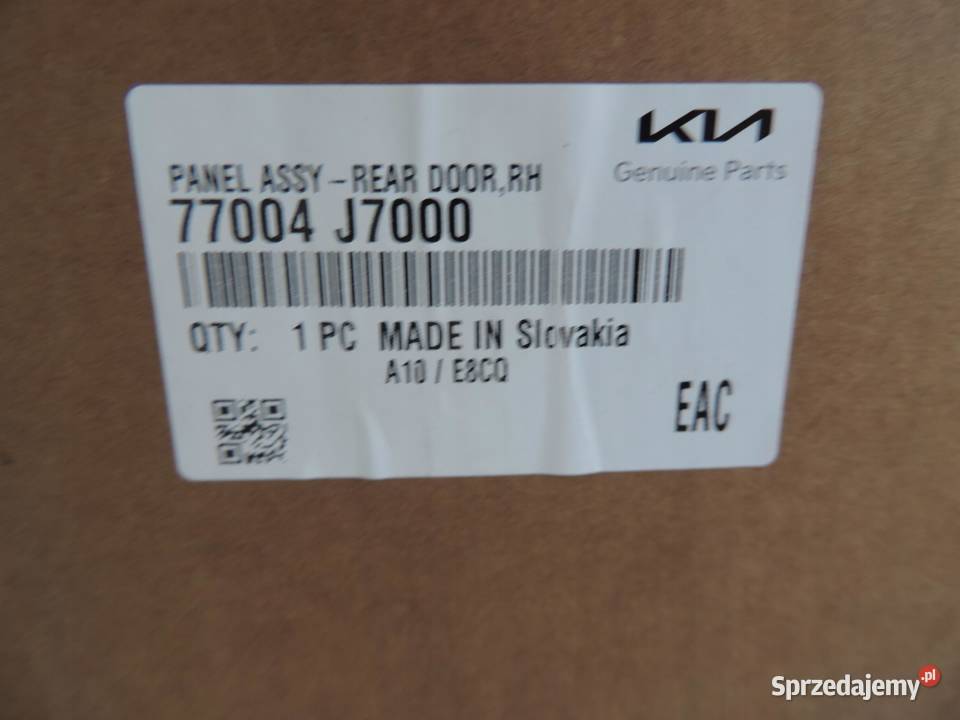 KIA
Genuine Parts
PANEL ASSY-REAR DOOR,RH
77004 J7000
QTY: 1 PC MADE IN Slovakia
A10 / E8CQ
EAC
Sprzedajemy.pl